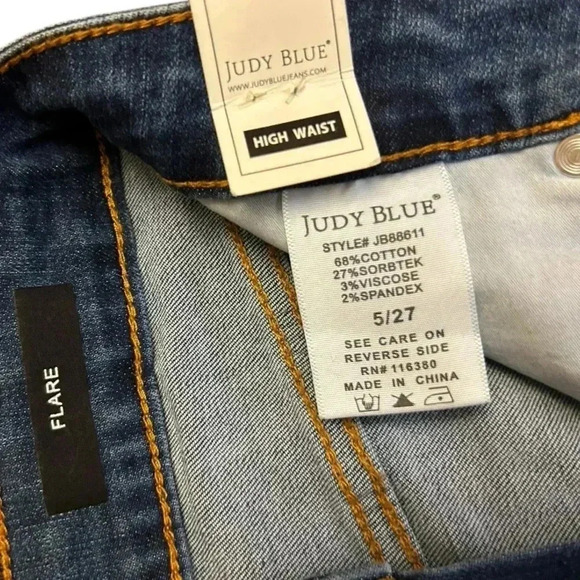 JUDY BLUE®
WWW.JUDYBLUEJEANS.COM
HIGH WAIST
JUDY BLUE®
STYLE# JB88611
68%COTTON
27%SORBTEK
3%VISCOSE
2%SPANDEX
5/27
SEE CARE ON
REVERSE SIDE
RN# 116380
MADE IN CHINA
FLARE